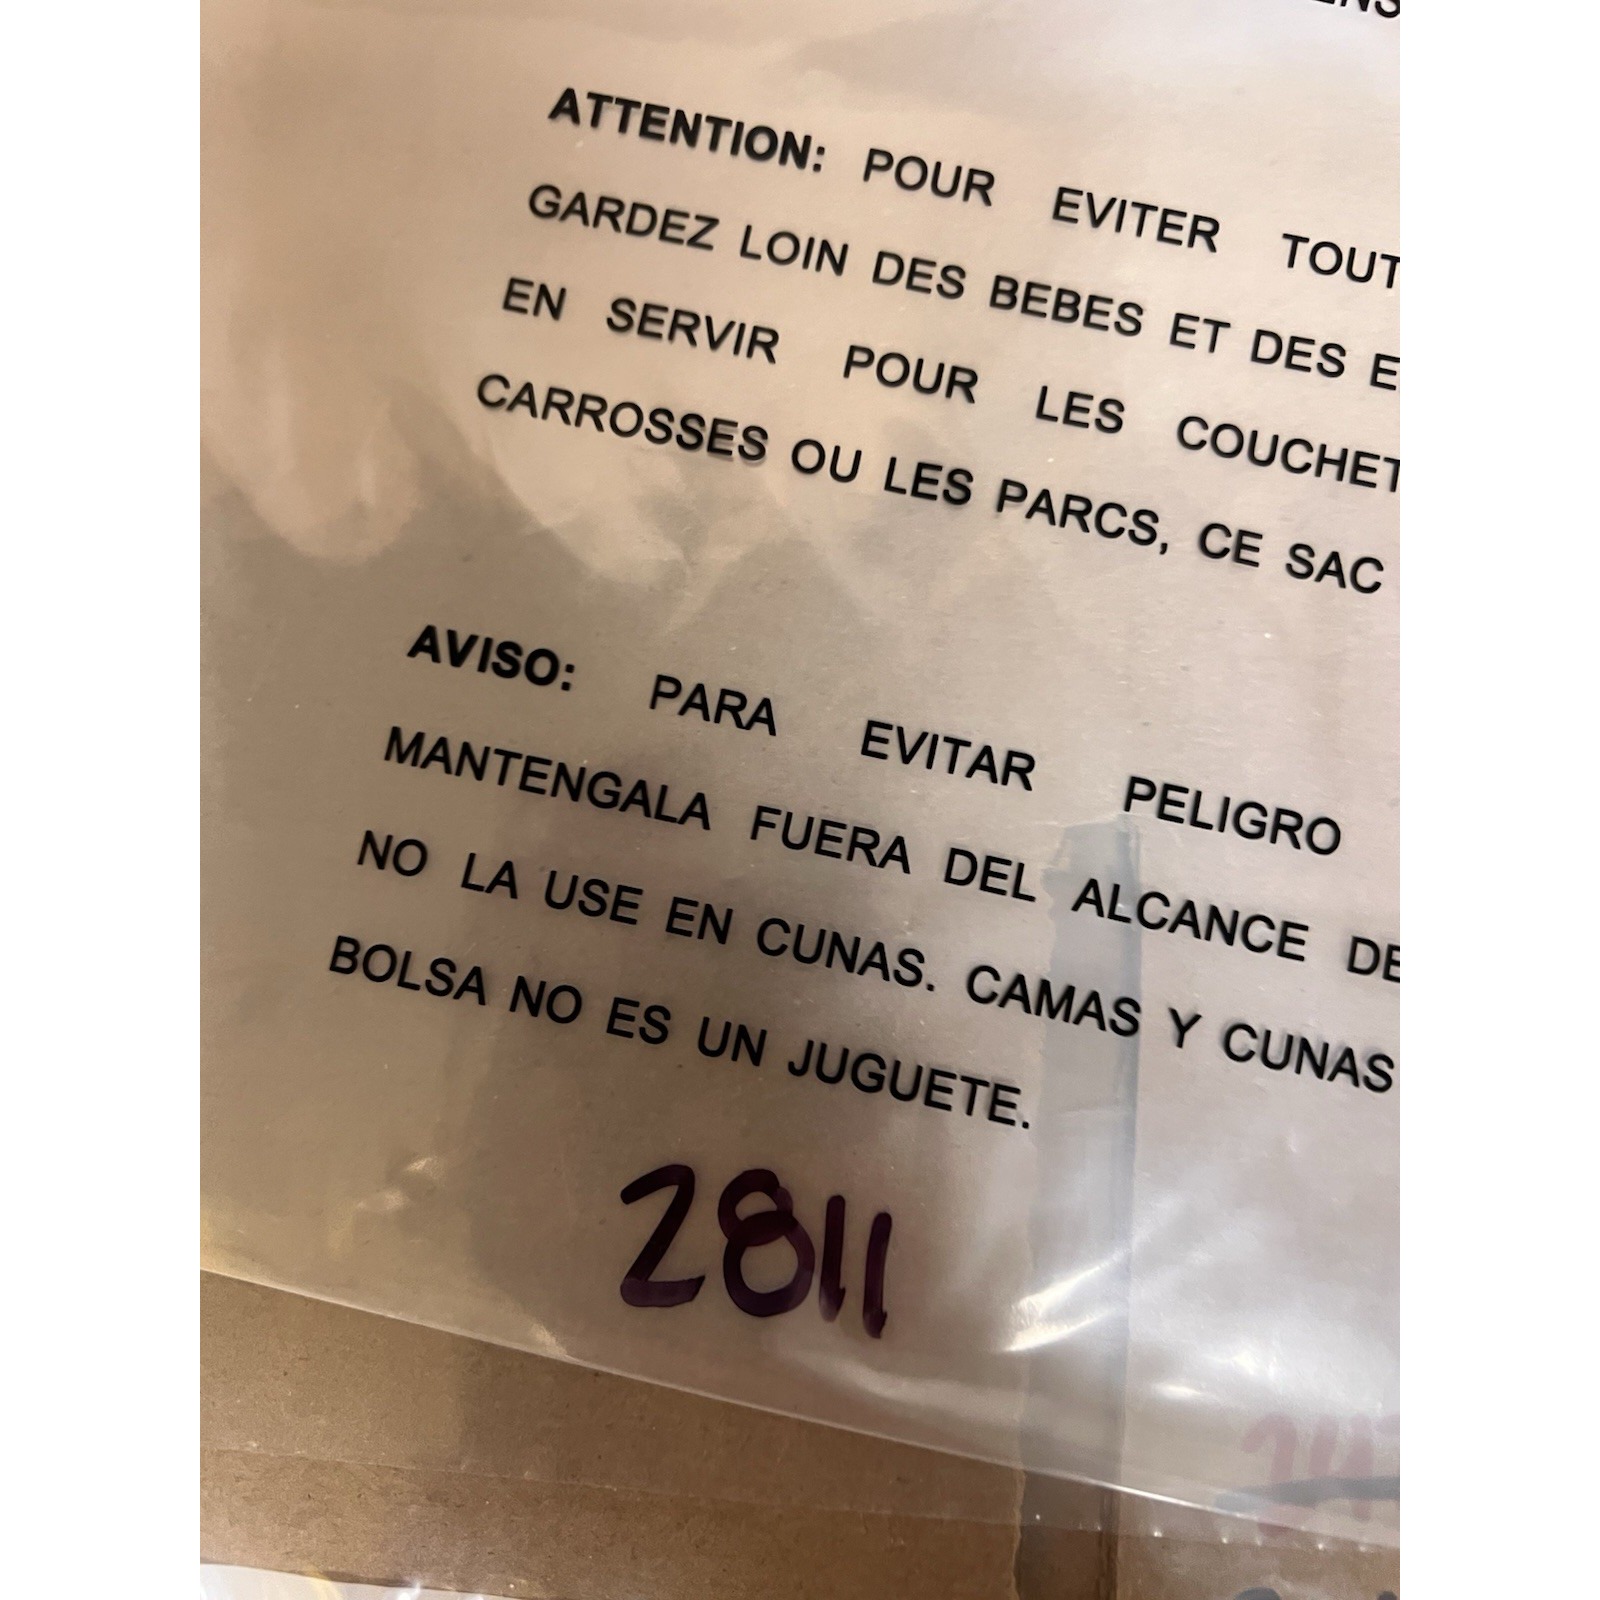 ATTENTION: POUR EVITER TOUT
GARDEZ LOIN DES BEBES ET DES
EN SERVIR POUR LES COUCHET
CARROSSES OU LES PARCS, CE SAC
AVISO: PARA EVITAR PELIGRO
MANTENGALA FUERA DEL ALCANCE DE
NO LA USE EN CUNAS. CAMAS Y CUNAS
BOLSA NO ES UN JUGUETE.
2811